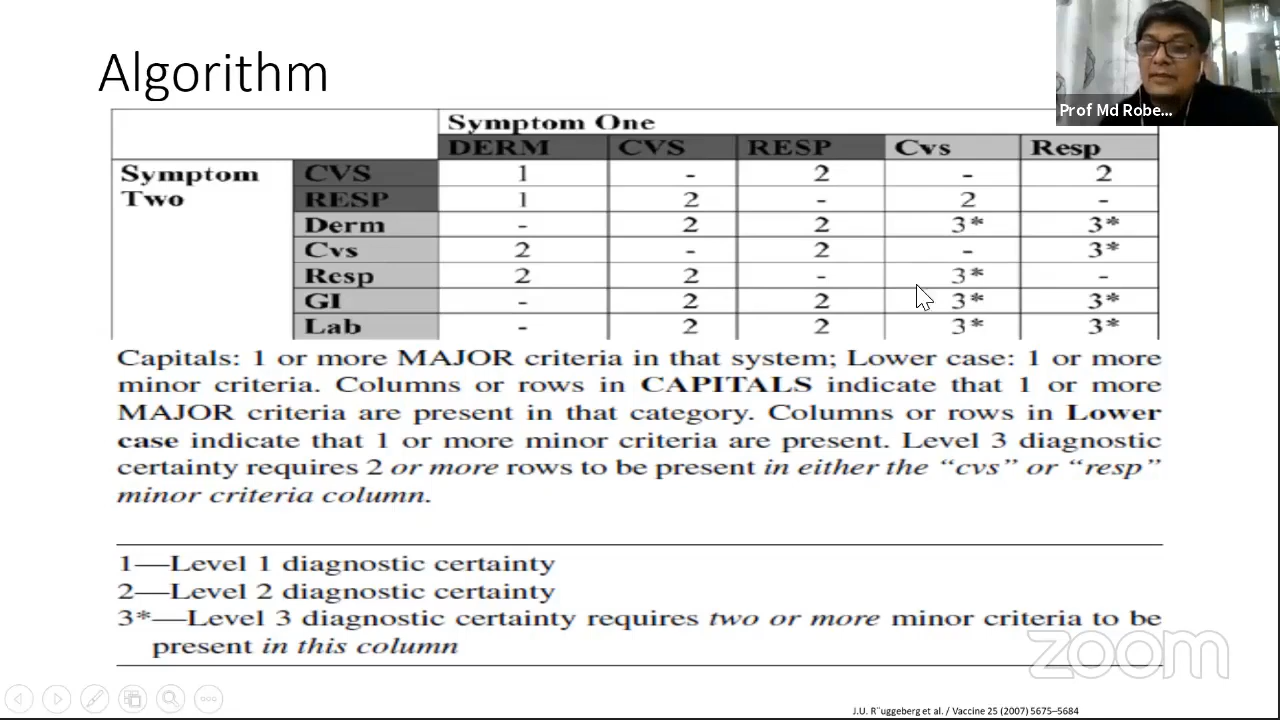 Algorithm
Prof Md Robe...
Symptom One
DERM CVS RESP Cvs Resp
Symptom CVS 1 - 2 - 2
Two RESP 1 2 - 2 -
Derm - 2 2 3* 3*
Cvs 2 - 2 - 3*
Resp 2 2 - 3* -
GI - 2 2 3* 3*
Lab - 2 2 3* 3*
Capitals: 1 or more MAJOR criteria in that system; Lower case: 1 or more
minor criteria. Columns or rows in CAPITALS indicate that 1 or more
MAJOR criteria are present in that category. Columns or rows in Lower
case indicate that 1 or more minor criteria are present. Level 3 diagnostic
certainty requires 2 or more rows to be present in either the “cvs” or “resp”
minor criteria column.
1—Level 1 diagnostic certainty
2—Level 2 diagnostic certainty
3*—Level 3 diagnostic certainty requires two or more minor criteria to be
present in this column
zoom
J.U. R¨uggeberg et al. / Vaccine 25 (2007) 5675–5684